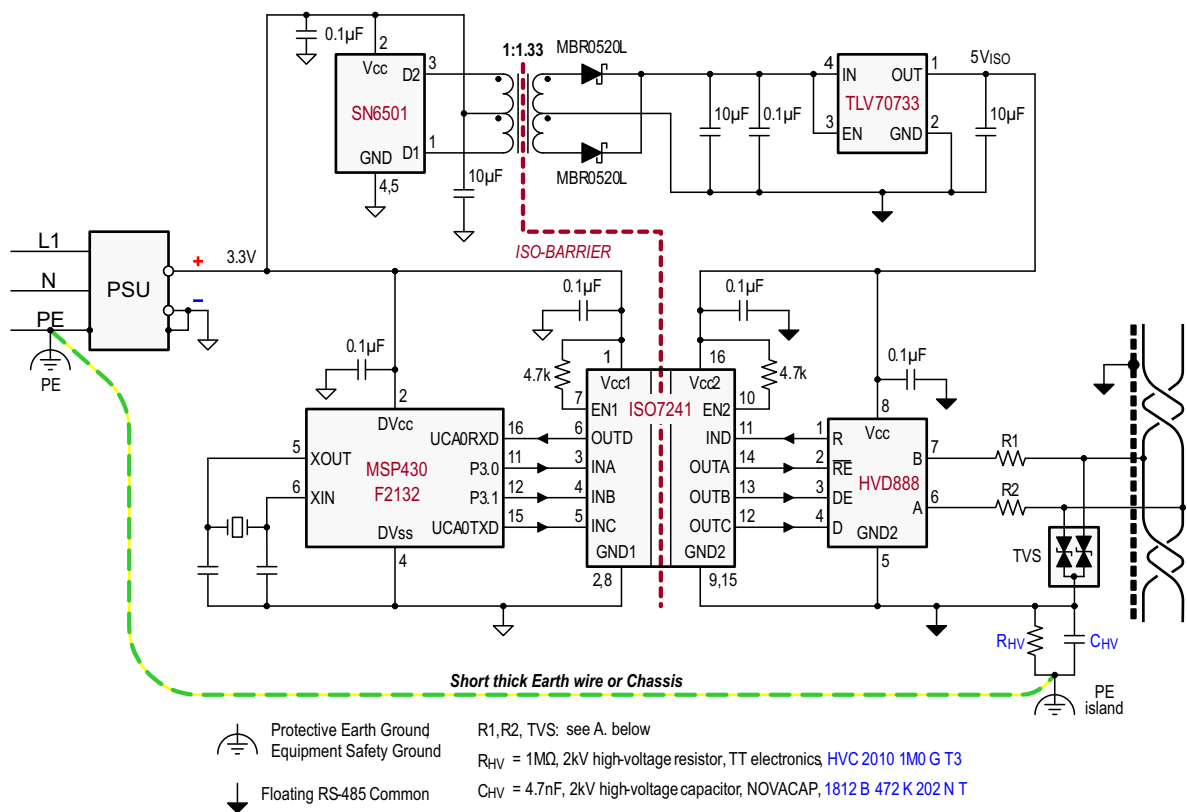 0.1µF
2
Vcc
D2
3
SN6501
D1
1
GND
4,5
10µF
1:1.33
MBR0520L
MBR0520L
10µF
0.1µF
4
IN
OUT
1
TLV70733
3
EN
GND
2
5VISO
10µF
ISO-BARRIER
L1
N
PE
PSU
+
−
3.3V
PE
0.1µF
2
DVcc
5
XOUT
6
XIN
MSP430
F2132
UCA0RXD
16
P3.0
11
P3.1
12
UCA0TXD
15
DVss
4
0.1µF
4.7k
1
Vcc1
7
EN1
6
OUTD
3
INA
4
INB
5
INC
GND1
2,8
ISO7241
0.1µF
4.7k
16
Vcc2
EN2
10
IND
11
OUTA
14
OUTB
13
OUTC
12
GND2
9,15
0.1µF
8
Vcc
1
R
2
RE
3
DE
4
D
HVD888
B
7
A
6
GND2
5
R1
R2
TVS
RHV
CHV
PE
island
Short thick Earth wire or Chassis
Protective Earth Ground,
Equipment Safety Ground
Floating RS-485 Common
R1,R2, TVS: see A. below
RHV = 1MΩ, 2kV high-voltage resistor, TT electronics, HVC 2010 1M0 G T3
CHV = 4.7nF, 2kV high-voltage capacitor, NOVACAP, 1812 B 472 K 202 N T